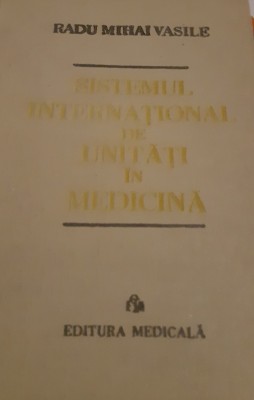 RADU MIHAI VASILE
SISTEMUL
INTERNAȚIONAL
DE
UNITĂȚI
ÎN
MEDICINĂ
EDITURA MEDICALĂ